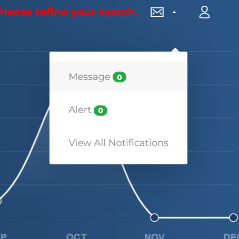 Please refine your search.
Message 0
Alert 0
View All Notifications
OCT NOV